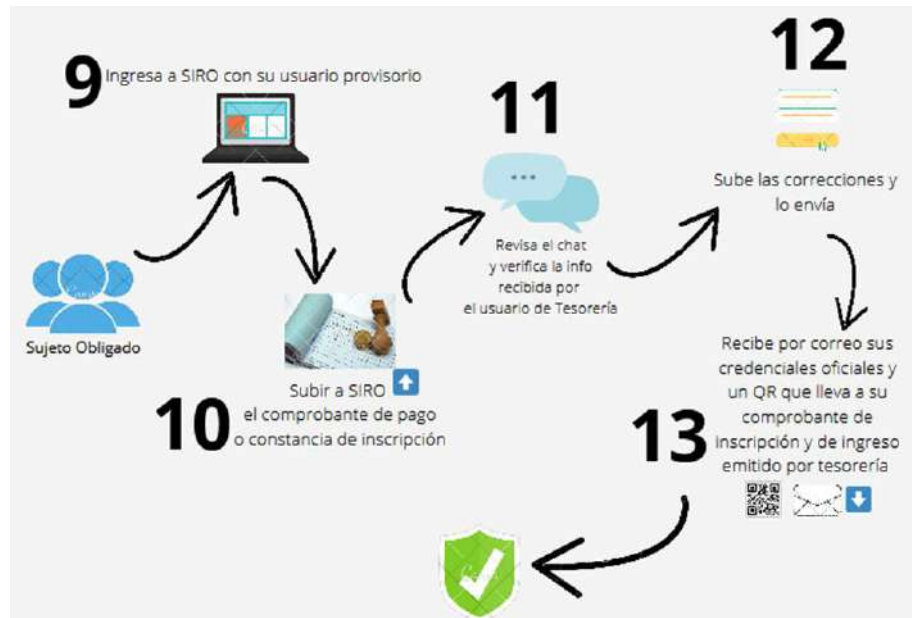 9
Ingresa a SIRO con su usuario provisorio
Sujeto Obligado
10
Subir a SIRO
el comprobante de pago
o constancia de inscripción
11
Revisa el chat
y verifica la info
recibida por
el usuario de Tesorería
12
Sube las correcciones y
lo envía
13
Recibe por correo sus
credenciales oficiales y
un QR que lleva a su
comprobante de
inscripción y de ingreso
emitido por tesorería